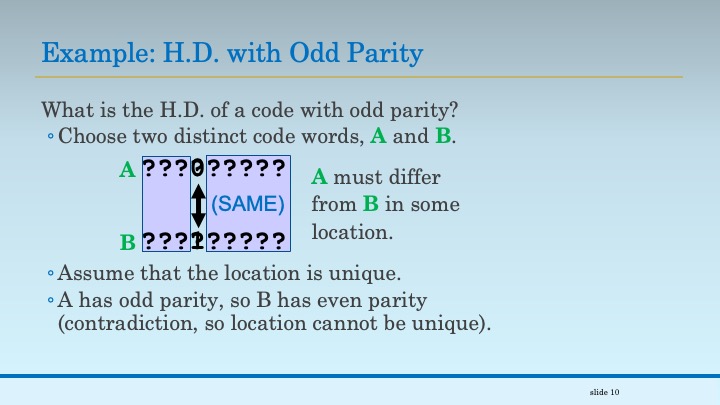 Example: H.D. with Odd Parity
What is the H.D. of a code with odd parity?
◦Choose two distinct code words, A and B.
A ???0?????
(SAME)
B ???1?????
A must differ
from B in some
location.
◦Assume that the location is unique.
◦A has odd parity, so B has even parity
(contradiction, so location cannot be unique).
slide 10